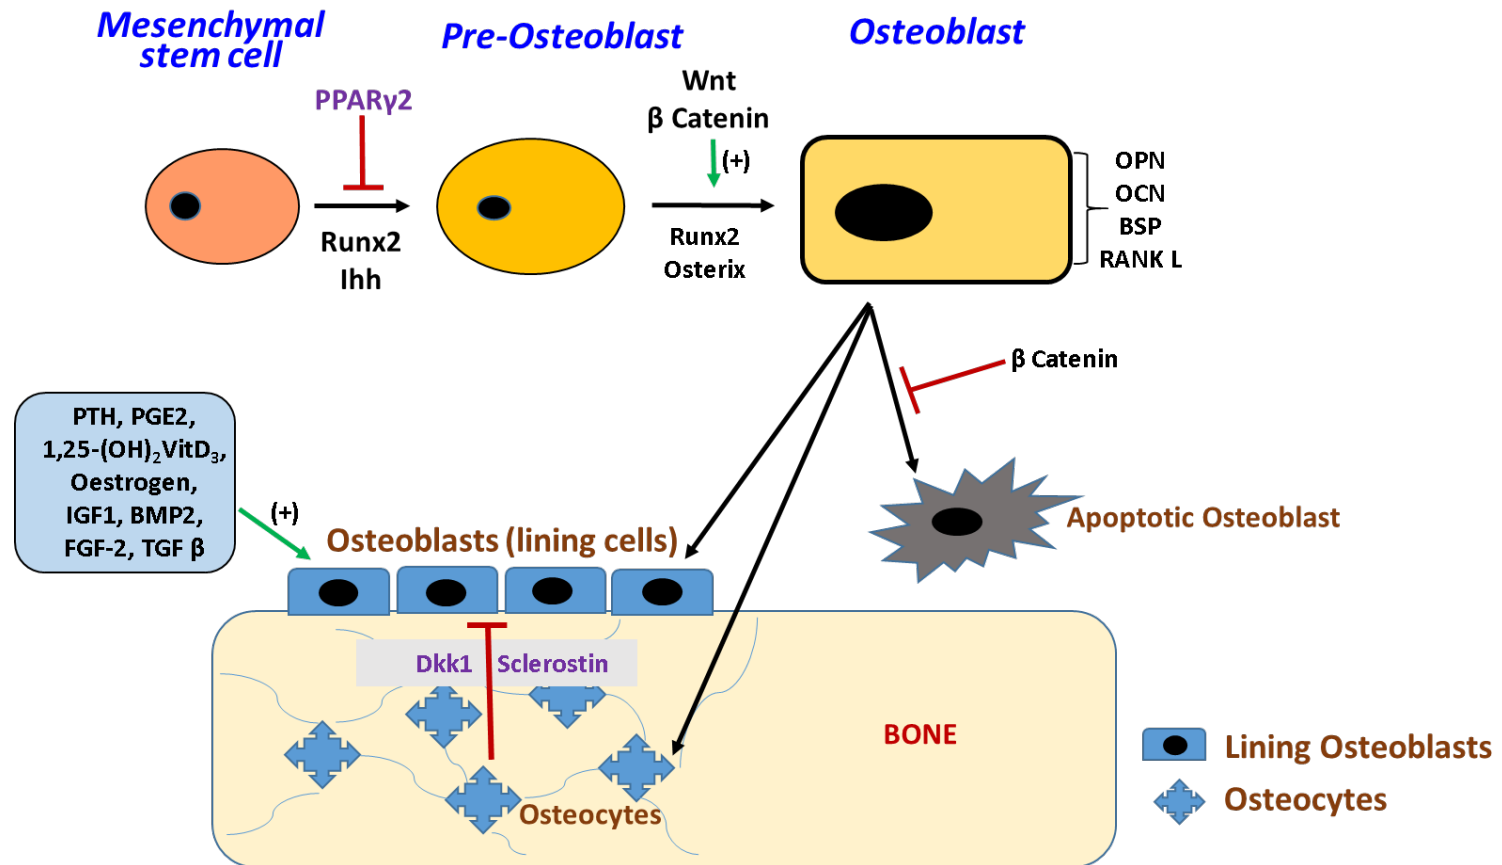 Mesenchymal
stem cell
Pre-Osteoblast
Osteoblast
PPARγ2
Wnt
β Catenin
(+)
Runx2
Ihh
Runx2
Osterix
OPN
OCN
BSP
RANK L
β Catenin
PTH, PGE2,
1,25-(OH)₂VitD₃,
Oestrogen,
IGF1, BMP2,
FGF-2, TGF β
(+)
Osteoblasts (lining cells)
Apoptotic Osteoblast
Dkk1
Sclerostin
BONE
Osteocytes
Lining Osteoblasts
Osteocytes